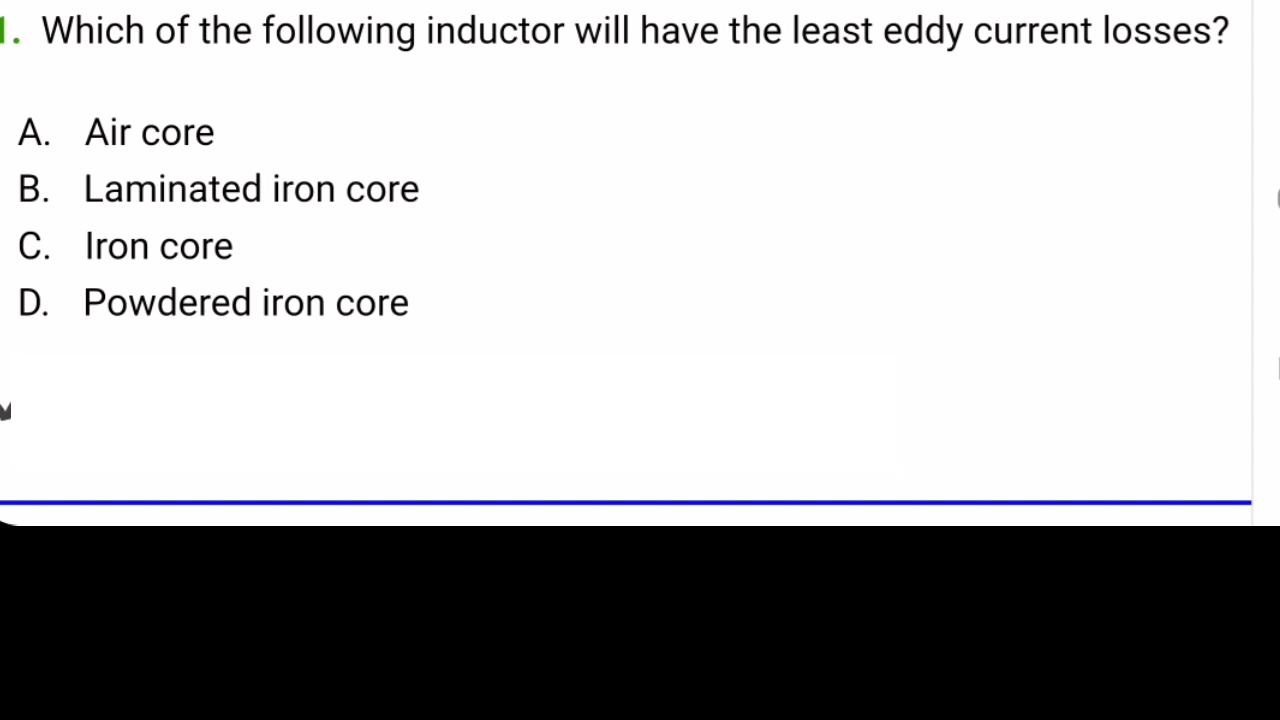 1. Which of the following inductor will have the least eddy current losses?
A. Air core
B. Laminated iron core
C. Iron core
D. Powdered iron core